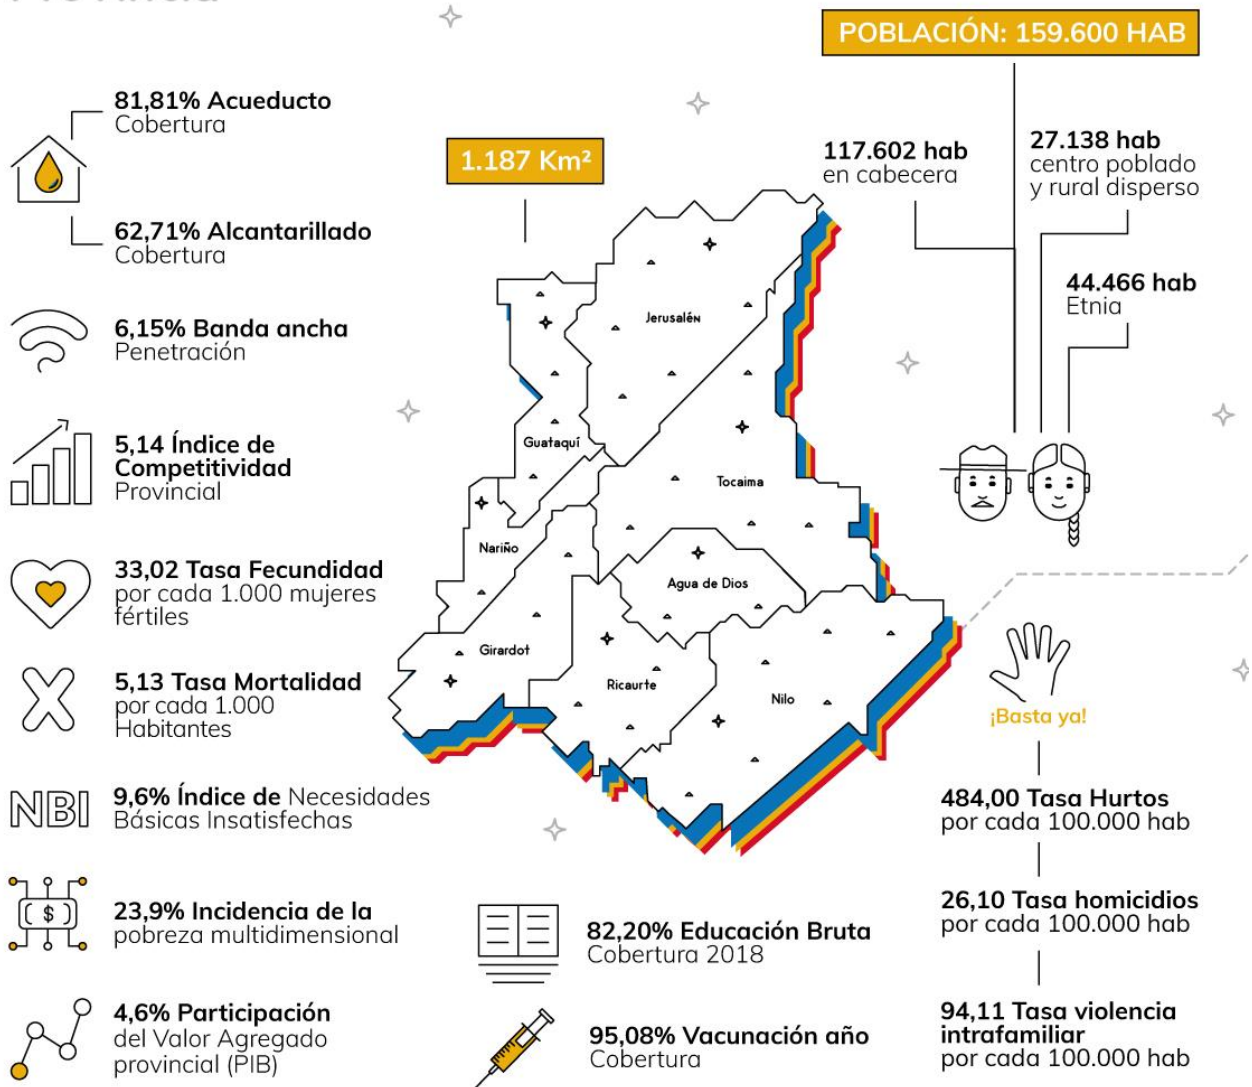 POBLACIÓN: 159.600 HAB
81,81% Acueducto
Cobertura
62,71% Alcantarillado
Cobertura
6,15% Banda ancha
Penetración
5,14 Índice de
Competitividad
Provincial
33,02 Tasa Fecundidad
por cada 1.000 mujeres
fértiles
5,13 Tasa Mortalidad
por cada 1.000
Habitantes
NBI
9,6% Índice de Necesidades
Básicas Insatisfechas
$
23,9% Incidencia de la
pobreza multidimensional
4,6% Participación
del Valor Agregado
provincial (PIB)
1.187 Km²
Jerusalén
Guataquí
Tocaima
Nariño
Agua de Dios
Girardot
Ricaurte
Nilo
82,20% Educación Bruta
Cobertura 2018
95,08% Vacunación año
Cobertura
117.602 hab
en cabecera
27.138 hab
centro poblado
y rural disperso
44.466 hab
Etnia
¡Basta ya!
484,00 Tasa Hurtos
por cada 100.000 hab
26,10 Tasa homicidios
por cada 100.000 hab
94,11 Tasa violencia
intrafamiliar
por cada 100.000 hab